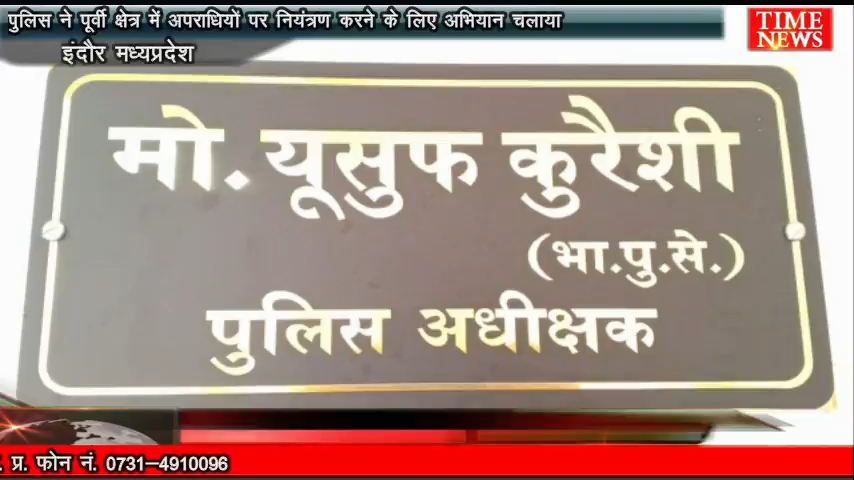 पुलिस ने पूर्वी क्षेत्र में अपराधियों पर नियंत्रण करने के लिए अभियान चलाया
इंदौर मध्यप्रदेश
TIME
NEWS
मो. यूसुफ कुरैशी
(भा.पु.से.)
पुलिस अधीक्षक
. प्र. फोन नं. 0731-4910096